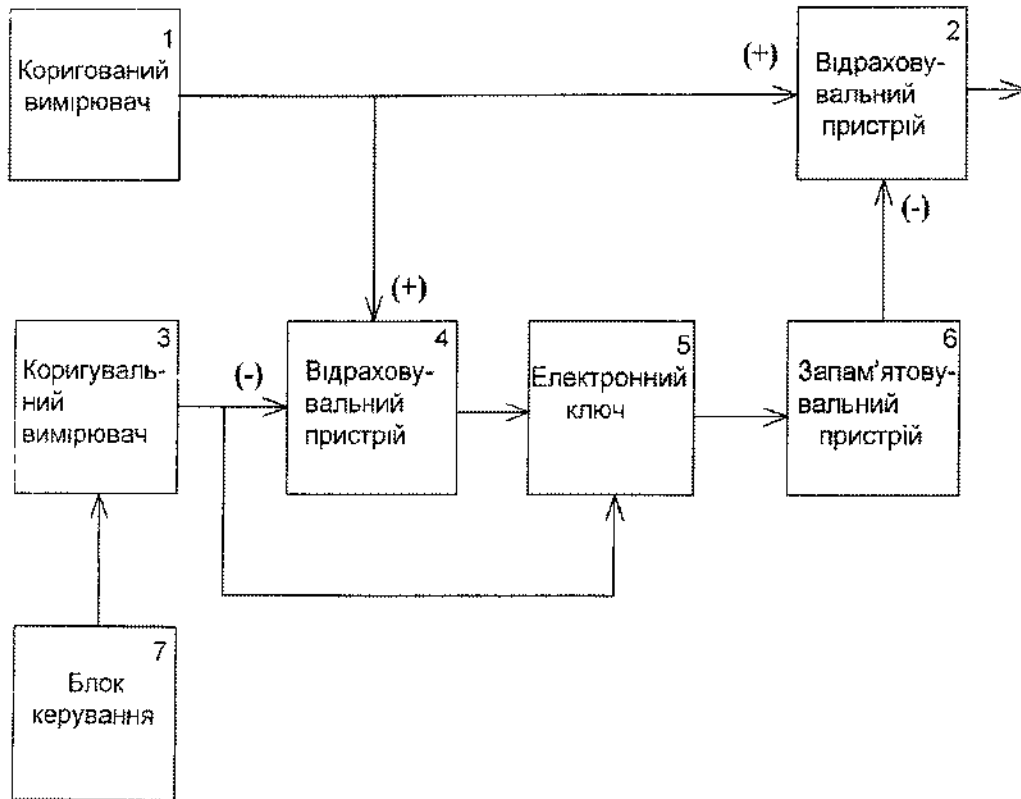 1
Коригований
вимірювач
(+)
2
Відрахову-
вальний
пристрій
(-)
(+)
3
Коригуваль-
ний
вимірювач
(-)
4
Відрахову-
вальний
пристрій
5
Електронний
ключ
6
Запам'ятову-
вальний
пристрій
7
Блок
керування